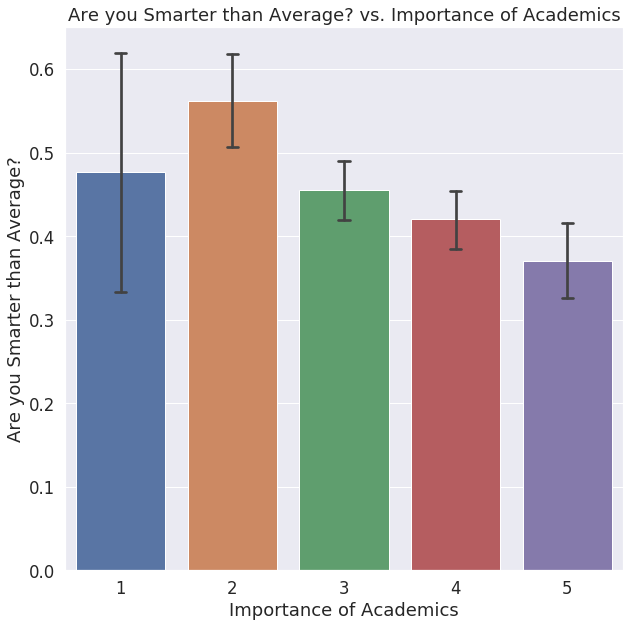 Are you Smarter than Average? vs. Importance of Academics
Are you Smarter than Average?
0.6
0.5
0.4
0.3
0.2
0.1
0.0
1 2 3 4 5
Importance of Academics